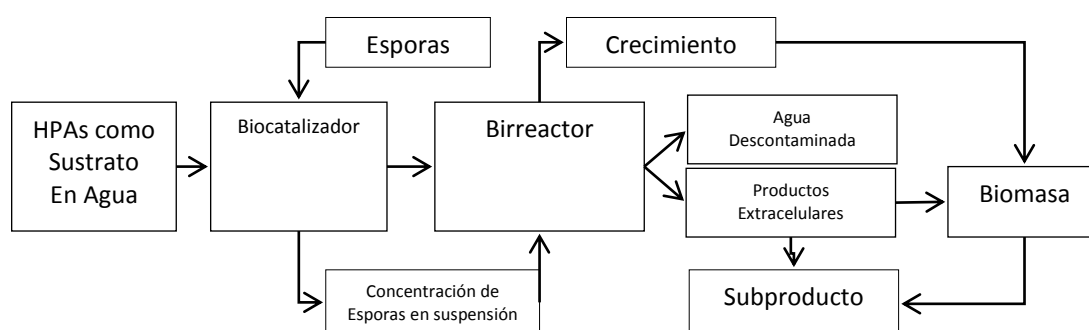 Esporas
Crecimiento
HPAs como
Sustrato
En Agua
Biocatalizador
Birreactor
Agua
Descontaminada
Productos
Extracelulares
Biomasa
Concentración de
Esporas en suspensión
Subproducto